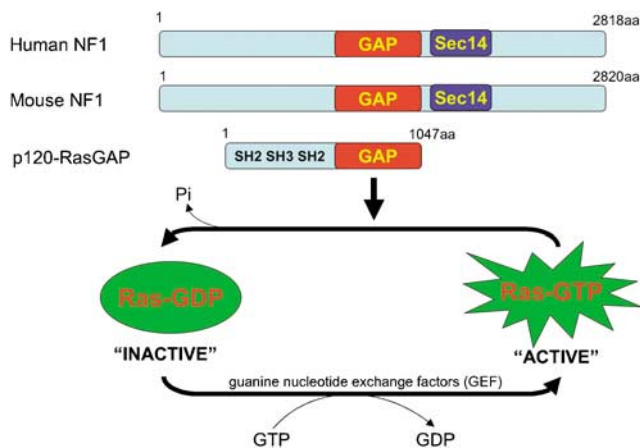 1 2818aa
Human NF1 GAP Sec14
1 2820aa
Mouse NF1 GAP Sec14
1 1047aa
p120-RasGAP SH2 SH3 SH2 GAP
Pi
Ras-GDP Ras-GTP
“INACTIVE” “ACTIVE”
guanine nucleotide exchange factors (GEF)
GTP GDP